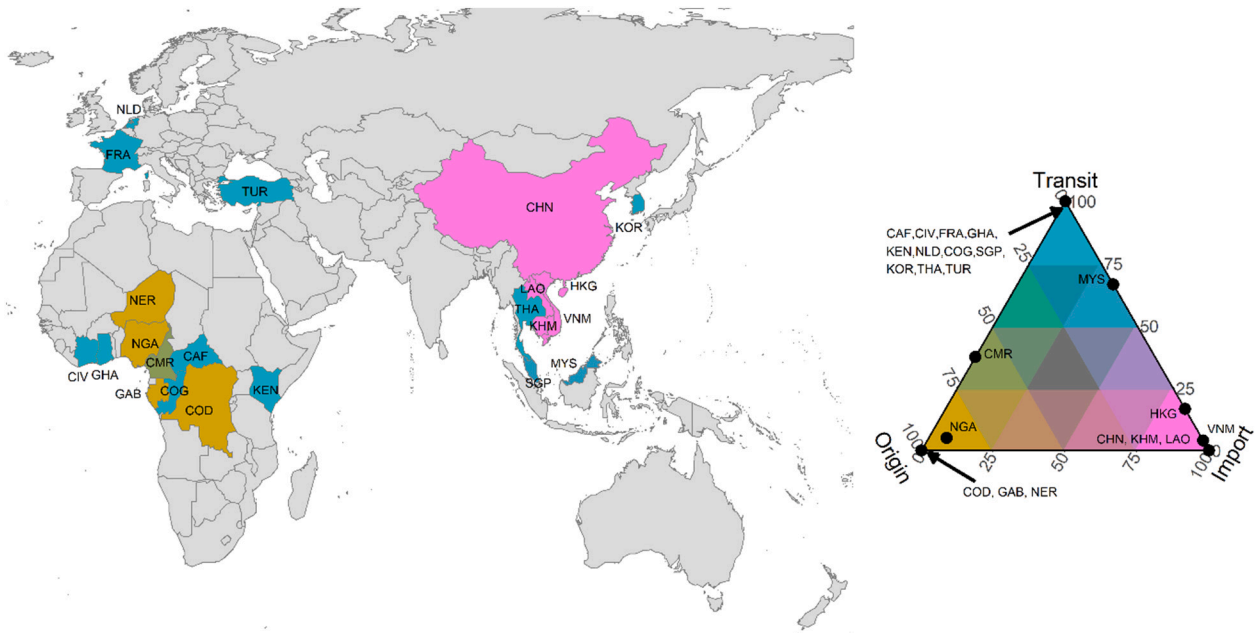 NLD
FRA
TUR
CHN
KOR
LAO
HKG
THA
VNM
KHM
NER
NGA
CMR
CAF
MYS
CIV
GHA
SGP
GAB
COG
KEN
COD
Transit
0
100
CAF,CIV,FRA,GHA,
KEN,NLD,COG,SGP,
KOR,THA,TUR
25
75
MYS
50
50
CMR
75
25
HKG
NGA
VNM
CHN, KHM, LAO
100
0
100
0
Origin
25
50
75
Import
COD, GAB, NER